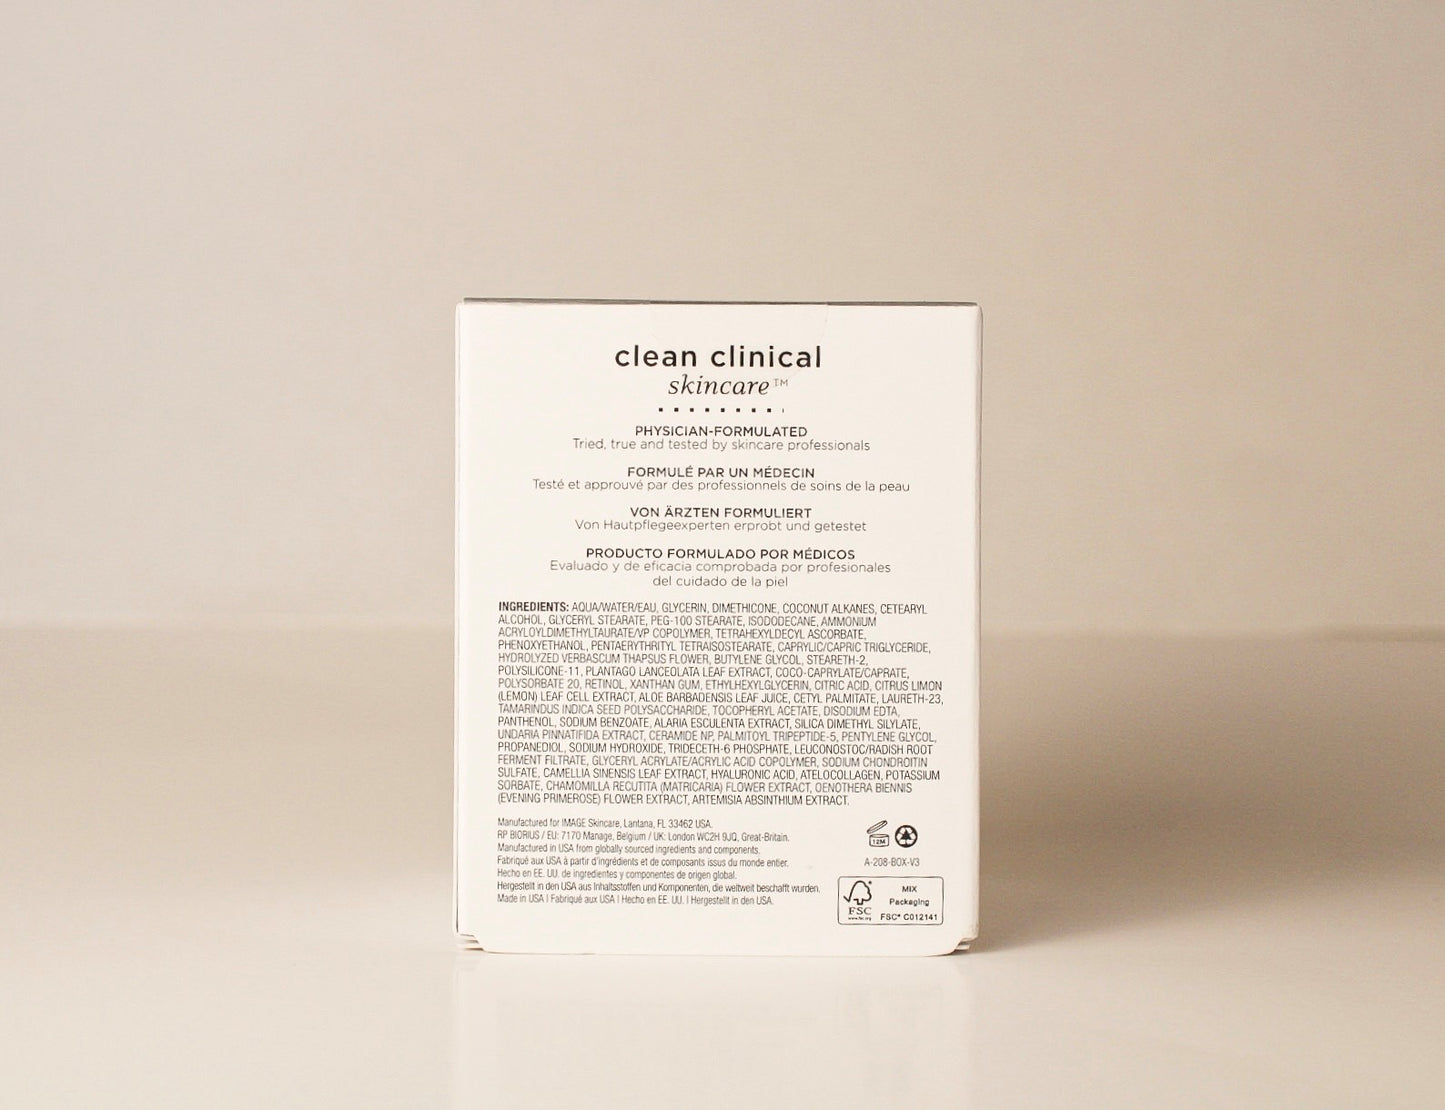 clean clinical
skincare™
PHYSICIAN-FORMULATED
Tried, true and tested by skincare professionals
FORMULÉ PAR UN MÉDECIN
Testé et approuvé par des professionnels de soins de la peau
VON ÄRZTEN FORMULIERT
Von Hautpflegeexperten erprobt und getestet
PRODUCTO FORMULADO POR MÉDICOS
Evaluado y de eficacia comprobada por profesionales
del cuidado de la piel
INGREDIENTS: AQUA/WATER/EAU, GLYCERIN, DIMETHICONE, COCONUT ALKANES, CETEARYL
ALCOHOL, GLYCERYL STEARATE, PEG-100 STEARATE, ISODODECANE, AMMONIUM
ACRYLOYLDIMETHYLTAURATE/VP COPOLYMER, TETRAHEXYLDECYL ASCORBATE,
PHENOXYETHANOL, PENTAERYTHRITYL TETRAISOSTEARATE, CAPRYLIC/CAPRIC TRIGLYCERIDE,
HYDROLYZED VERBASCUM THAPSUS FLOWER, BUTYLENE GLYCOL, STEARETH-2,
POLYSILICONE-11, PLANTAGO LANCEOLATA LEAF EXTRACT, COCO-CAPRYLATE/CAPRATE,
POLYSORBATE 20, RETINOL, XANTHAN GUM, ETHYLHEXYLGLYCERIN, CITRIC ACID, CITRUS LIMON
(LEMON) LEAF CELL EXTRACT, ALOE BARBADENSIS LEAF JUICE, CETYL PALMITATE, LAURETH-23,
TAMARINDUS INDICA SEED POLYSACCHARIDE, TOCOPHERYL ACETATE, DISODIUM EDTA,
PANTHENOL, SODIUM BENZOATE, ALARIA ESCULENTA EXTRACT, SILICA DIMETHYL SILYLATE,
UNDARIA PINNATIFIDA EXTRACT, CERAMIDE NP, PALMITOYL TRIPEPTIDE-5, PENTYLENE GLYCOL,
PROPANEDIOL, SODIUM HYDROXIDE, TRIDECETH-6 PHOSPHATE, LEUCONOSTOC/RADISH ROOT
FERMENT FILTRATE, GLYCERYL ACRYLATE/ACRYLIC ACID COPOLYMER, SODIUM CHONDROITIN
SULFATE, CAMELLIA SINENSIS LEAF EXTRACT, HYALURONIC ACID, ATELOCOLLAGEN, POTASSIUM
SORBATE, CHAMOMILLA RECUTITA (MATRICARIA) FLOWER EXTRACT, OENOTHERA BIENNIS
(EVENING PRIMEROSE) FLOWER EXTRACT, ARTEMISIA ABSINTHIUM EXTRACT.
Manufactured for IMAGE Skincare, Lantana, FL 33462 USA.
RP BIORIUS / EU: 7170 Manage, Belgium / UK: London WC2H 9JQ, Great-Britain.
Manufactured in USA from globally sourced ingredients and components.
Fabriqué aux USA à partir d'ingrédients et de composants issus du monde entier.
Hecho en EE. UU. de ingredientes y componentes de origen global.
Hergestellt in den USA aus Inhaltsstoffen und Komponenten, die weltweit beschafft wurden.
Made in USA | Fabriqué aux USA | Hecho en EE. UU. | Hergestellt in den USA.
12M
A-208-BOX-V3
FSC
www.fsc.org
MIX
Packaging
FSC® C012141